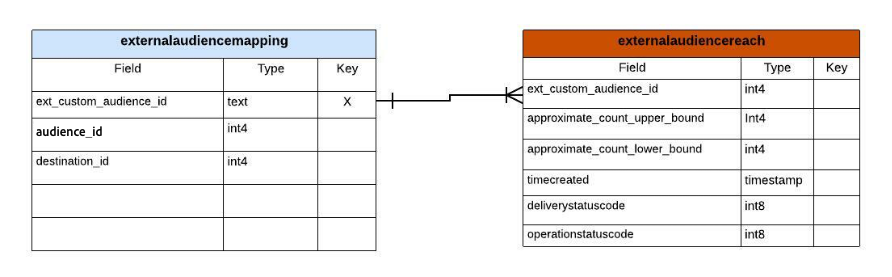 externalaudiencemapping
Field Type Key
ext_custom_audience_id text X
audience_id int4
destination_id int4
externalaudiencereach
Field Type Key
ext_custom_audience_id int4
approximate_count_upper_bound Int4
approximate_count_lower_bound int4
timecreated timestamp
deliverystatuscode int8
operationstatuscode int8